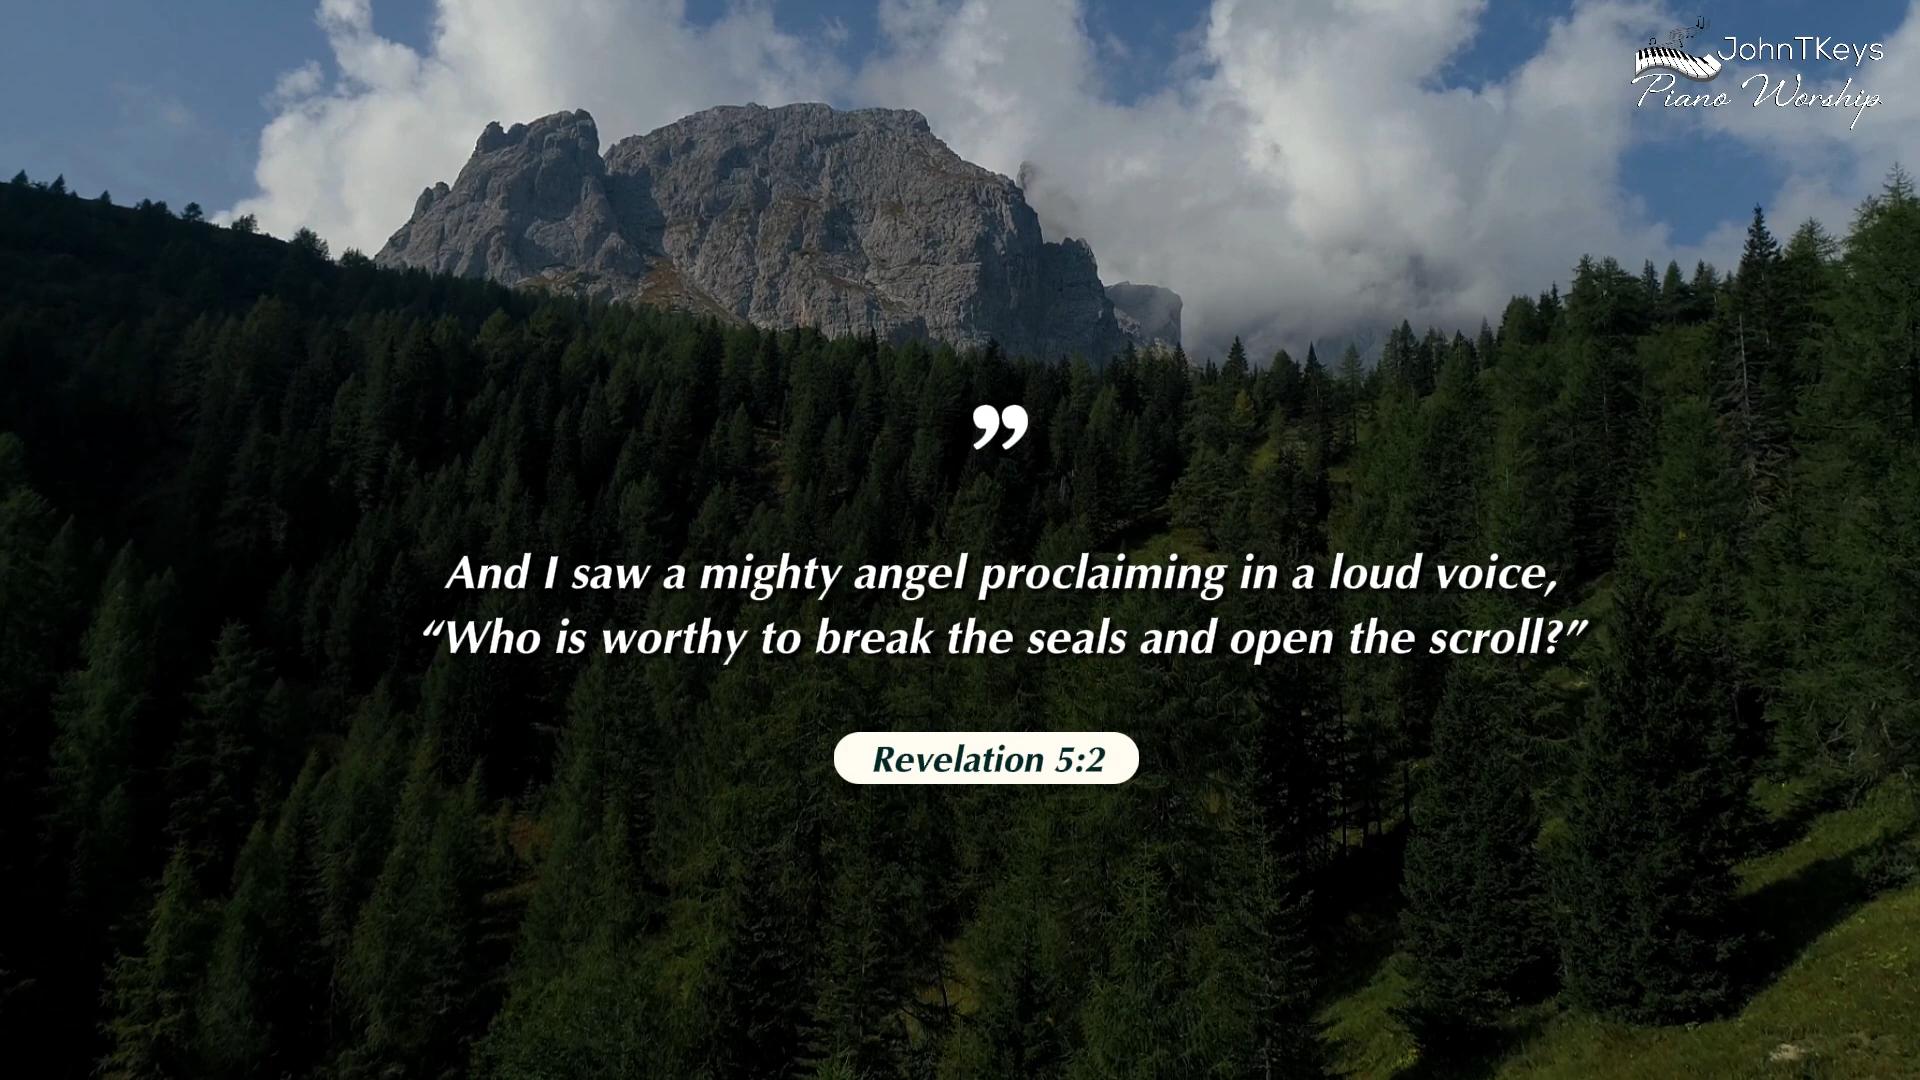 JohnTKeys
Piano Worship
”
And I saw a mighty angel proclaiming in a loud voice,
“Who is worthy to break the seals and open the scroll?”
Revelation 5:2